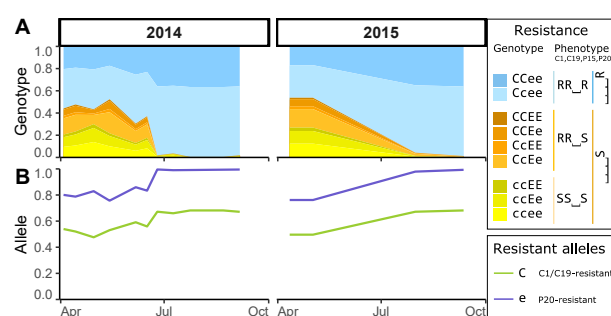 A
2014
2015
Genotype
1.0
0.8
0.6
0.4
0.2
0.0
B
Allele
1.0
0.8
0.6
0.4
0.2
0.0
Apr
Jul
Oct
Apr
Jul
Oct
Resistance
Genotype
Phenotype
C1,C19,P15,P20
CCee
Ccee
RR_R
R
CCEE
CCEe
CcEE
CcEe
RR_S
S
ccEE
ccEe
ccee
SS_S
Resistant alleles
C
C1/C19-resistant
e
P20-resistant